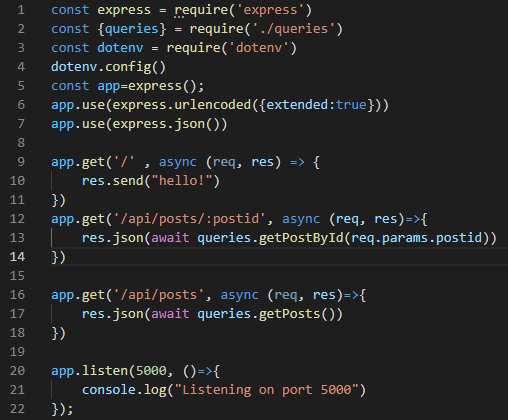 1 const express = require('express')
2 const {queries} = require('./queries')
3 const dotenv = require('dotenv')
4 dotenv.config()
5 const app=express();
6 app.use(express.urlencoded({extended:true}))
7 app.use(express.json())
8
9 app.get('/' , async (req, res) => {
10     res.send("hello!")
11 })
12 app.get('/api/posts/:postid', async (req, res)=>{
13     res.json(await queries.getPostById(req.params.postid))
14 })
15
16 app.get('/api/posts', async (req, res)=>{
17     res.json(await queries.getPosts())
18 })
19
20 app.listen(5000, ()=>{
21     console.log("Listening on port 5000")
22 });